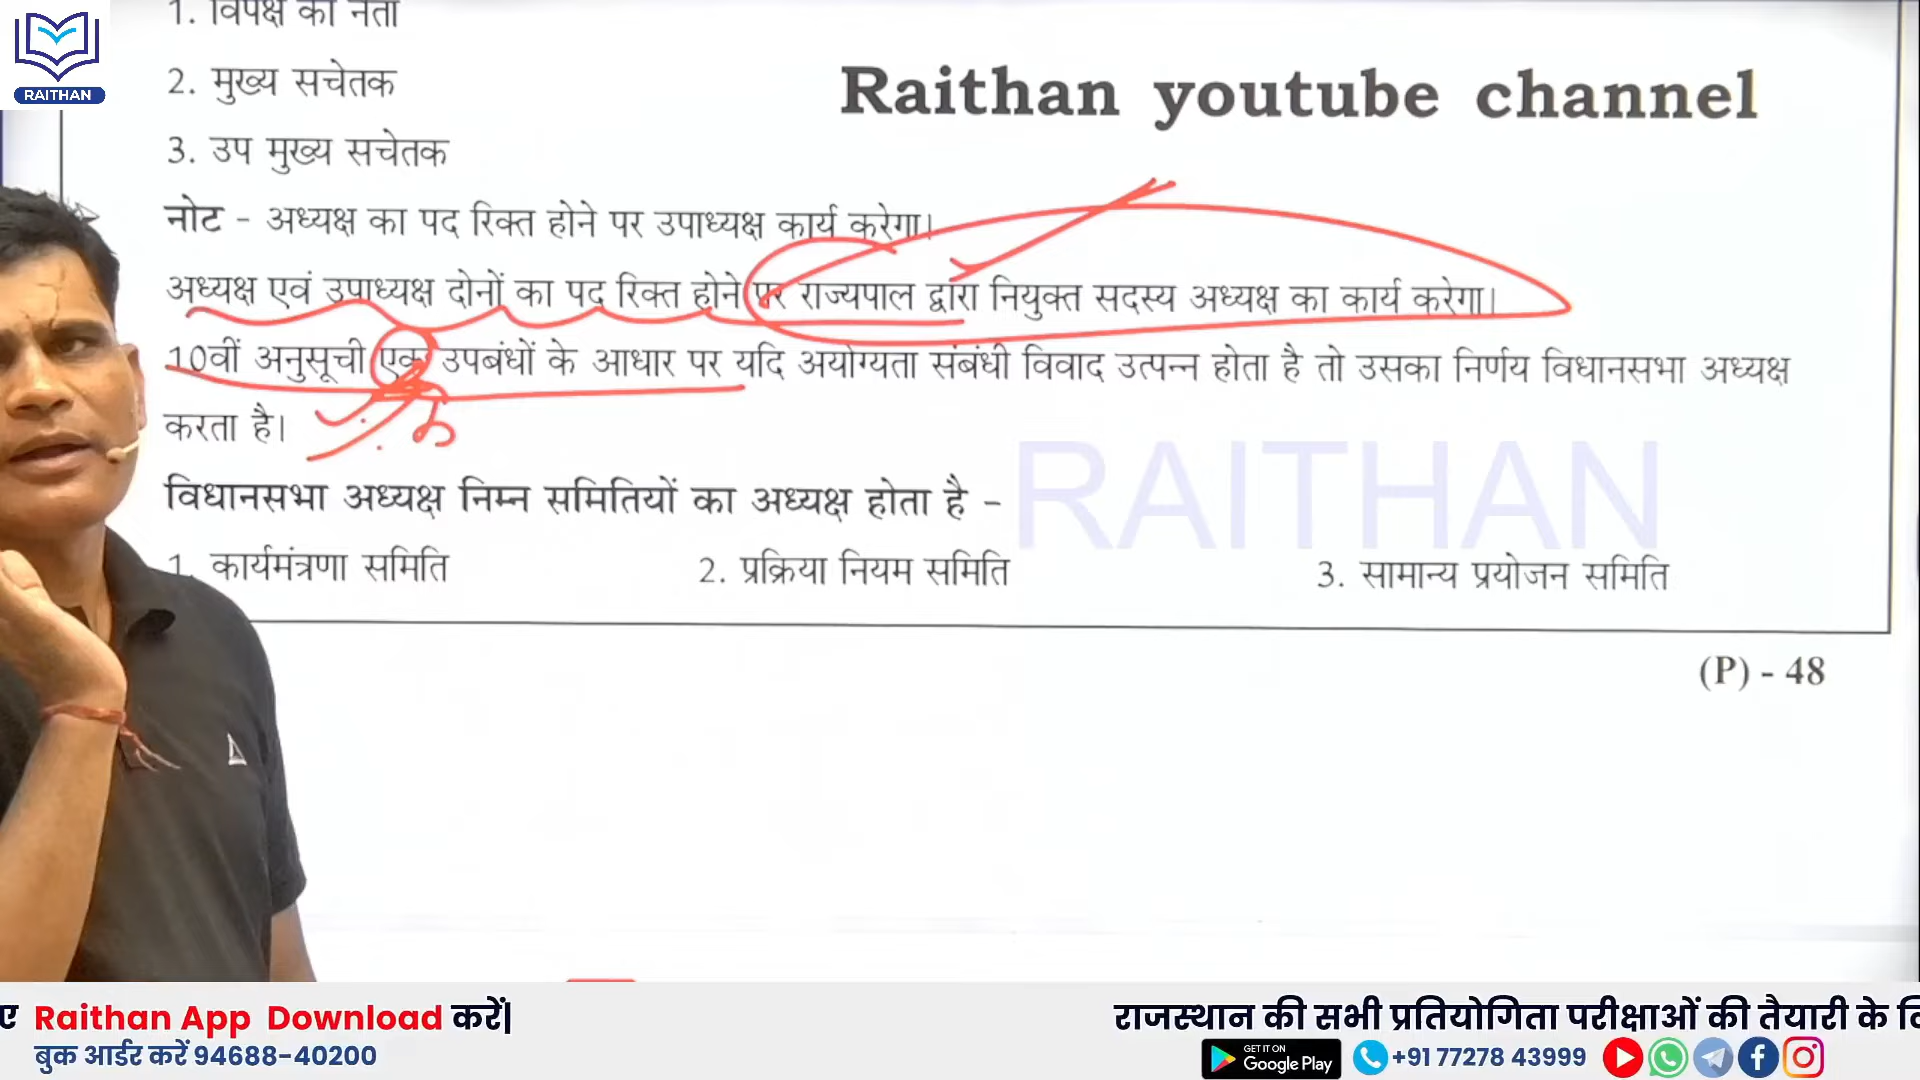 1. विपक्ष का नेता
RAITHAN
2. मुख्य सचेतक
Raithan youtube channel
3. उप मुख्य सचेतक
नोट - अध्यक्ष का पद रिक्त होने पर उपाध्यक्ष कार्य करेगा।
अध्यक्ष एवं उपाध्यक्ष दोनों का पद रिक्त होने पर राज्यपाल द्वारा नियुक्त सदस्य अध्यक्ष का कार्य करेगा।
10वीं अनुसूची एक उपबंधों के आधार पर यदि अयोग्यता संबंधी विवाद उत्पन्न होता है तो उसका निर्णय विधानसभा अध्यक्ष
करता है। के
RAITHAN
विधानसभा अध्यक्ष निम्न समितियों का अध्यक्ष होता है -
1. कार्यमंत्रणा समिति 2. प्रक्रिया नियम समिति 3. सामान्य प्रयोजन समिति
(P) - 48
Raithan App Download करें|
राजस्थान की सभी प्रतियोगिता परीक्षाओं की तैयारी के
बुक आर्डर करें 94688-40200
GET IT ON
Google Play
+91 77278 43999